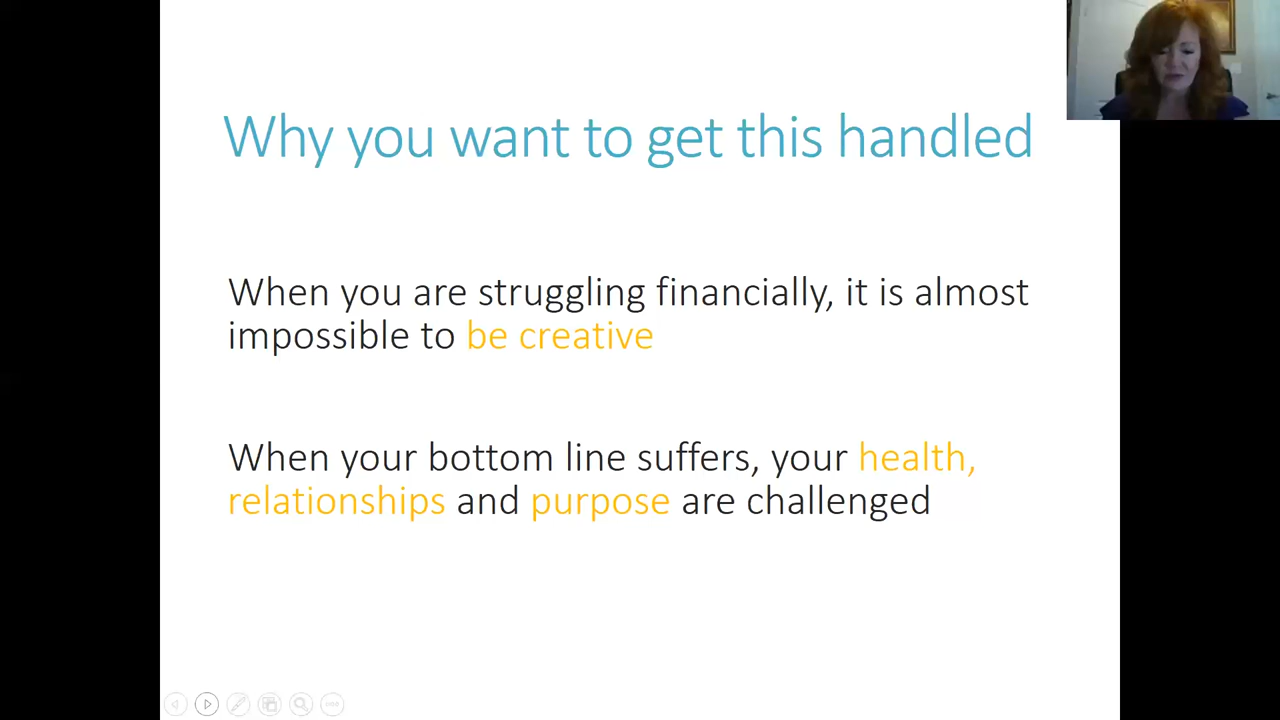 Why you want to get this handled
When you are struggling financially, it is almost
impossible to be creative
When your bottom line suffers, your health,
relationships and purpose are challenged